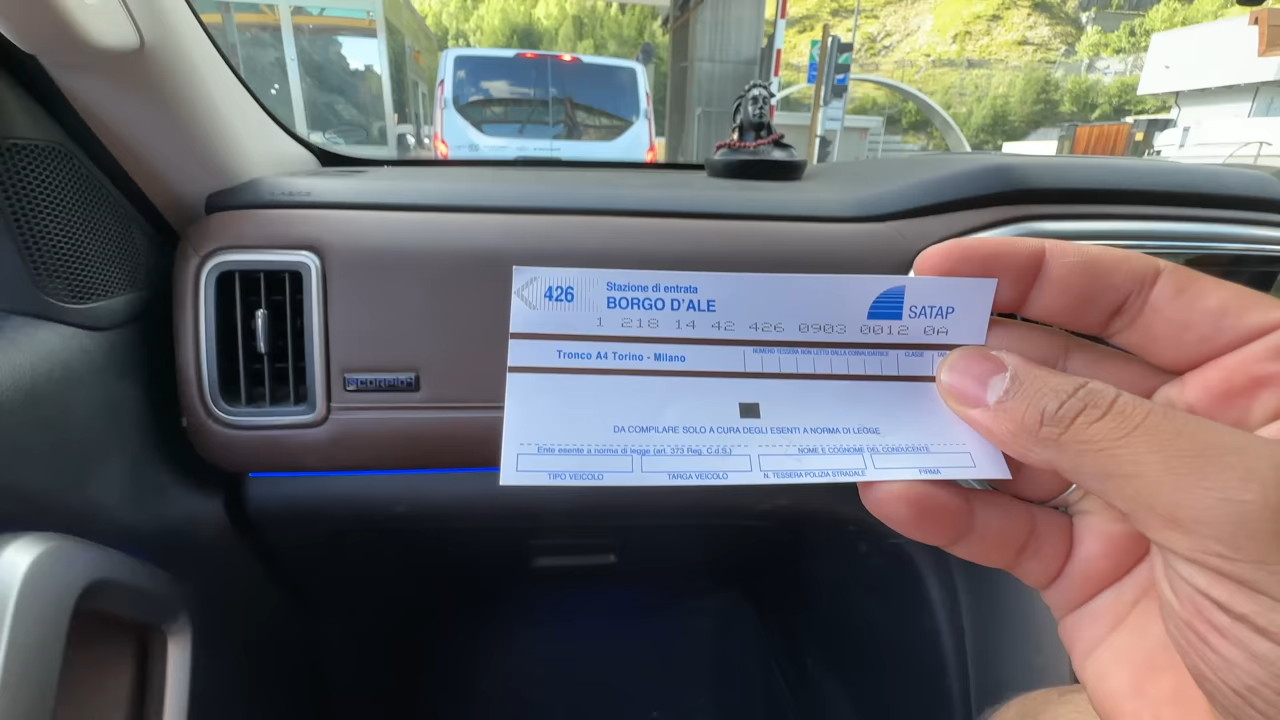 426
Stazione di entrata
BORGO D'ALE
SATAP
1 218 14 42 426 0903 0012 0A
Tronco A4 Torino - Milano
NUMERO TESSERA NON LETTO DALLA CONVALIDATRICE
CLASSE
DA COMPILARE SOLO A CURA DEGLI ESENTI A NORMA DI LEGGE
Ente esente a norma di legge (art. 373 Reg. C.d.S.)
NOME E COGNOME DEL CONDUCENTE
TIPO VEICOLO
TARGA VEICOLO
N. TESSERA POLIZIA STRADALE
FIRMA
SCORPIO